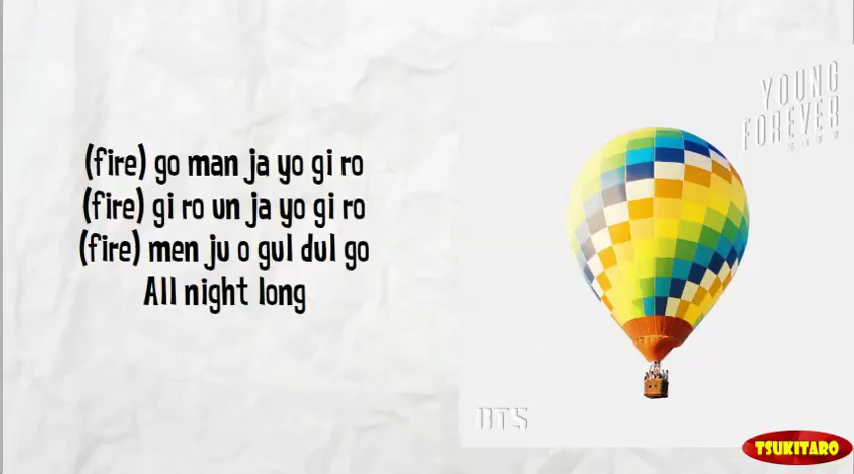 (fire) go man ja yo gi ro
(fire) gi ro un ja yo gi ro
(fire) men ju o gul dul go
All night long
YOUNG
FOREVER
BTS
TSUKITARO